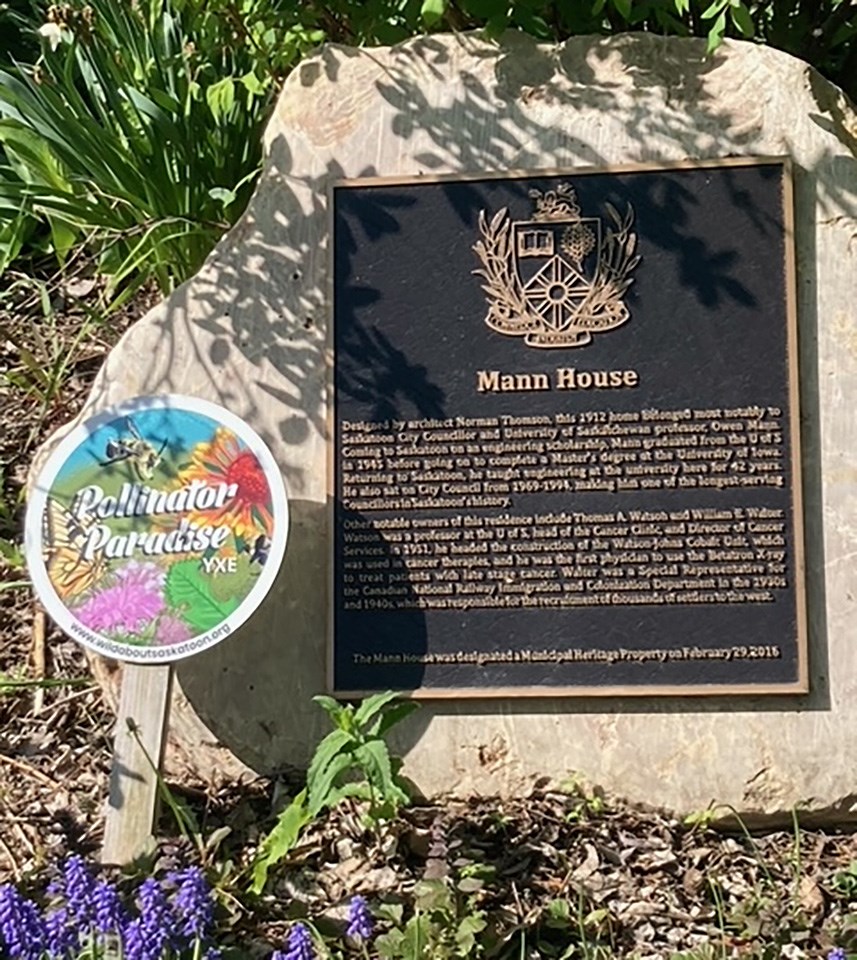 Mann House
Designed by architect Norman Thomson, this 1912 home belonged most notably to
Saskatoon City Councillor and University of Saskatchewan professor, Owen Mann.
Coming to Saskatoon on an engineering scholarship, Mann graduated from the U of S
in 1945 before going on to complete a Master's degree at the University of Iowa.
Returning to Saskatoon, he taught engineering at the university here for 42 years.
He also sat on City Council from 1969-1994, making him one of the longest-serving
Councillors in Saskatoon's history.
Other notable owners of this residence include Thomas A. Watson and William E. Walter.
Watson was a professor at the U of S, head of the Cancer Clinic, and Director of Cancer
Services. In 1951, he headed the construction of the Watson-Johns Cobalt Unit, which
was used in cancer therapies, and he was the first physician to use the Betatron X-ray
to treat patients with late stage cancer. Walter was a Special Representative for
the Canadian National Railway Immigration and Colonization Department in the
and 1940s, which was responsible for the recruitment of thousands of settlers to the west.
The Mann House was designated a Municipal Heritage Property on February 29, 2016
Pollinator
Paradise
YXE
www.wildaboutsaskatoon.org